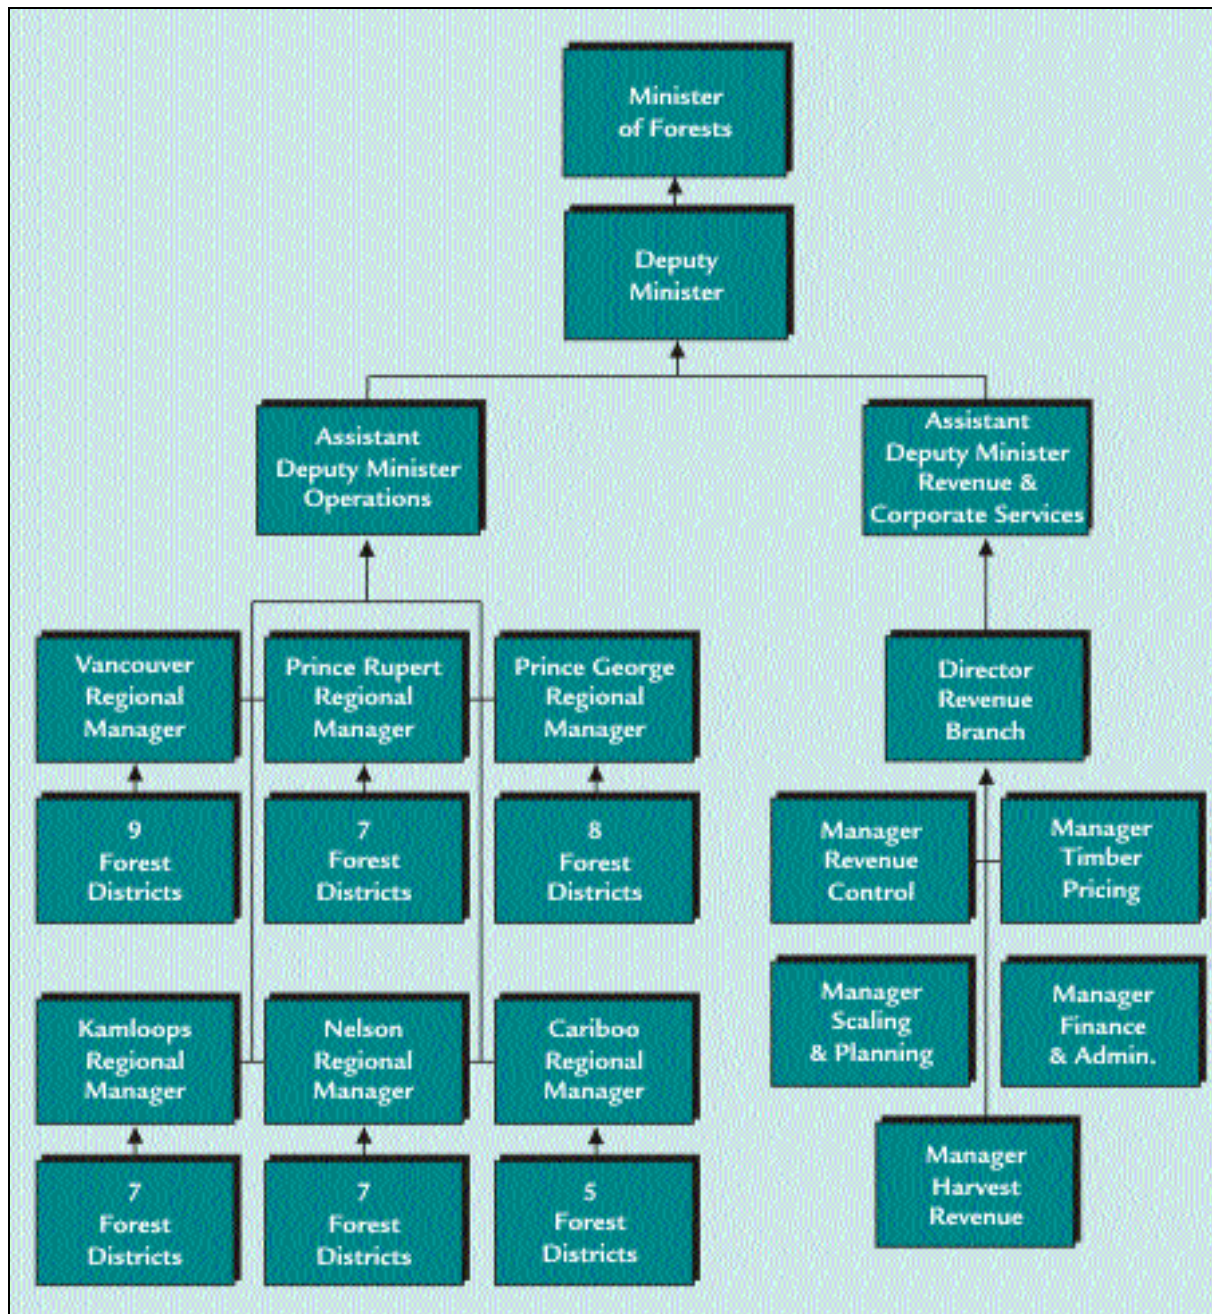 Minister
of Forests
Deputy
Minister
Assistant
Deputy Minister
Operations
Assistant
Deputy Minister
Revenue &
Corporate Services
Vancouver
Regional
Manager
Prince Rupert
Regional
Manager
Prince George
Regional
Manager
Director
Revenue
Branch
9
Forest
Districts
7
Forest
Districts
8
Forest
Districts
Manager
Revenue
Control
Manager
Timber
Pricing
Kamloops
Regional
Manager
Nelson
Regional
Manager
Cariboo
Regional
Manager
Manager
Scaling
& Planning
Manager
Finance
& Admin.
7
Forest
Districts
7
Forest
Districts
5
Forest
Districts
Manager
Harvest
Revenue